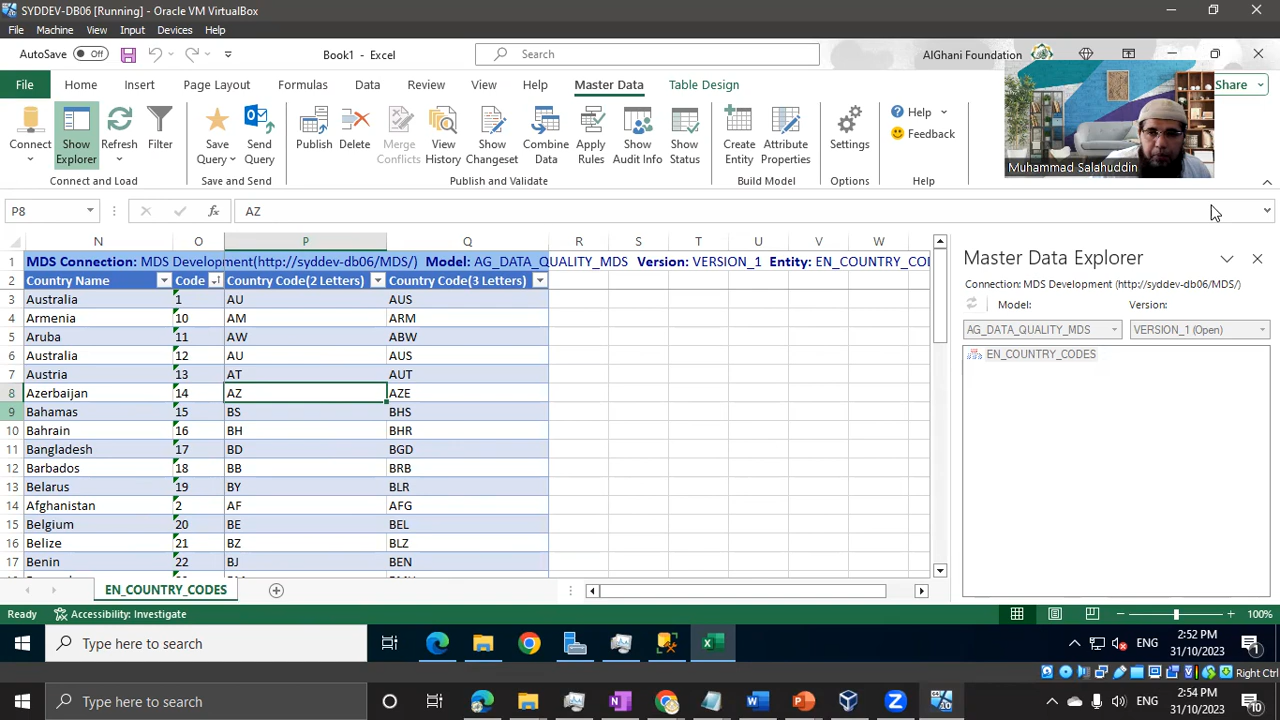 SYDDEV-DB06 [Running] - Oracle VM VirtualBox
File Machine View Input Devices Help
AutoSave Off Book1 - Excel Search AlGhani Foundation
File Home Insert Page Layout Formulas Data Review View Help Master Data Table Design Share
Connect Show Explorer Refresh Filter Save Query Send Query Publish Delete Merge Conflicts View History Show Changeset Combine Data Apply Rules Show Audit Info Show Status Create Entity Attribute Properties Settings Help Feedback
Connect and Load Save and Send Publish and Validate Build Model Options Help
Muhammad Salahuddin
P8 fx AZ
N O P Q R S T U V W
1 MDS Connection: MDS Development(http://syddev-db06/MDS/) Model: AG_DATA_QUALITY_MDS Version: VERSION_1 Entity: EN_COUNTRY_COD
2 Country Name Code Country Code(2 Letters) Country Code(3 Letters)
3 Australia 1 AU AUS
4 Armenia 10 AM ARM
5 Aruba 11 AW ABW
6 Australia 12 AU AUS
7 Austria 13 AT AUT
8 Azerbaijan 14 AZ AZE
9 Bahamas 15 BS BHS
10 Bahrain 16 BH BHR
11 Bangladesh 17 BD BGD
12 Barbados 18 BB BRB
13 Belarus 19 BY BLR
14 Afghanistan 2 AF AFG
15 Belgium 20 BE BEL
16 Belize 21 BZ BLZ
17 Benin 22 BJ BEN
Master Data Explorer
Connection: MDS Development (http://syddev-db06/MDS/)
Model: Version:
AG_DATA_QUALITY_MDS VERSION_1 (Open)
EN_COUNTRY_CODES
EN_COUNTRY_CODES
Ready Accessibility: Investigate 100%
Type here to search ENG 2:52 PM
31/10/2023 1
Right Ctrl
Type here to search ENG 2:54 PM
31/10/2023 10